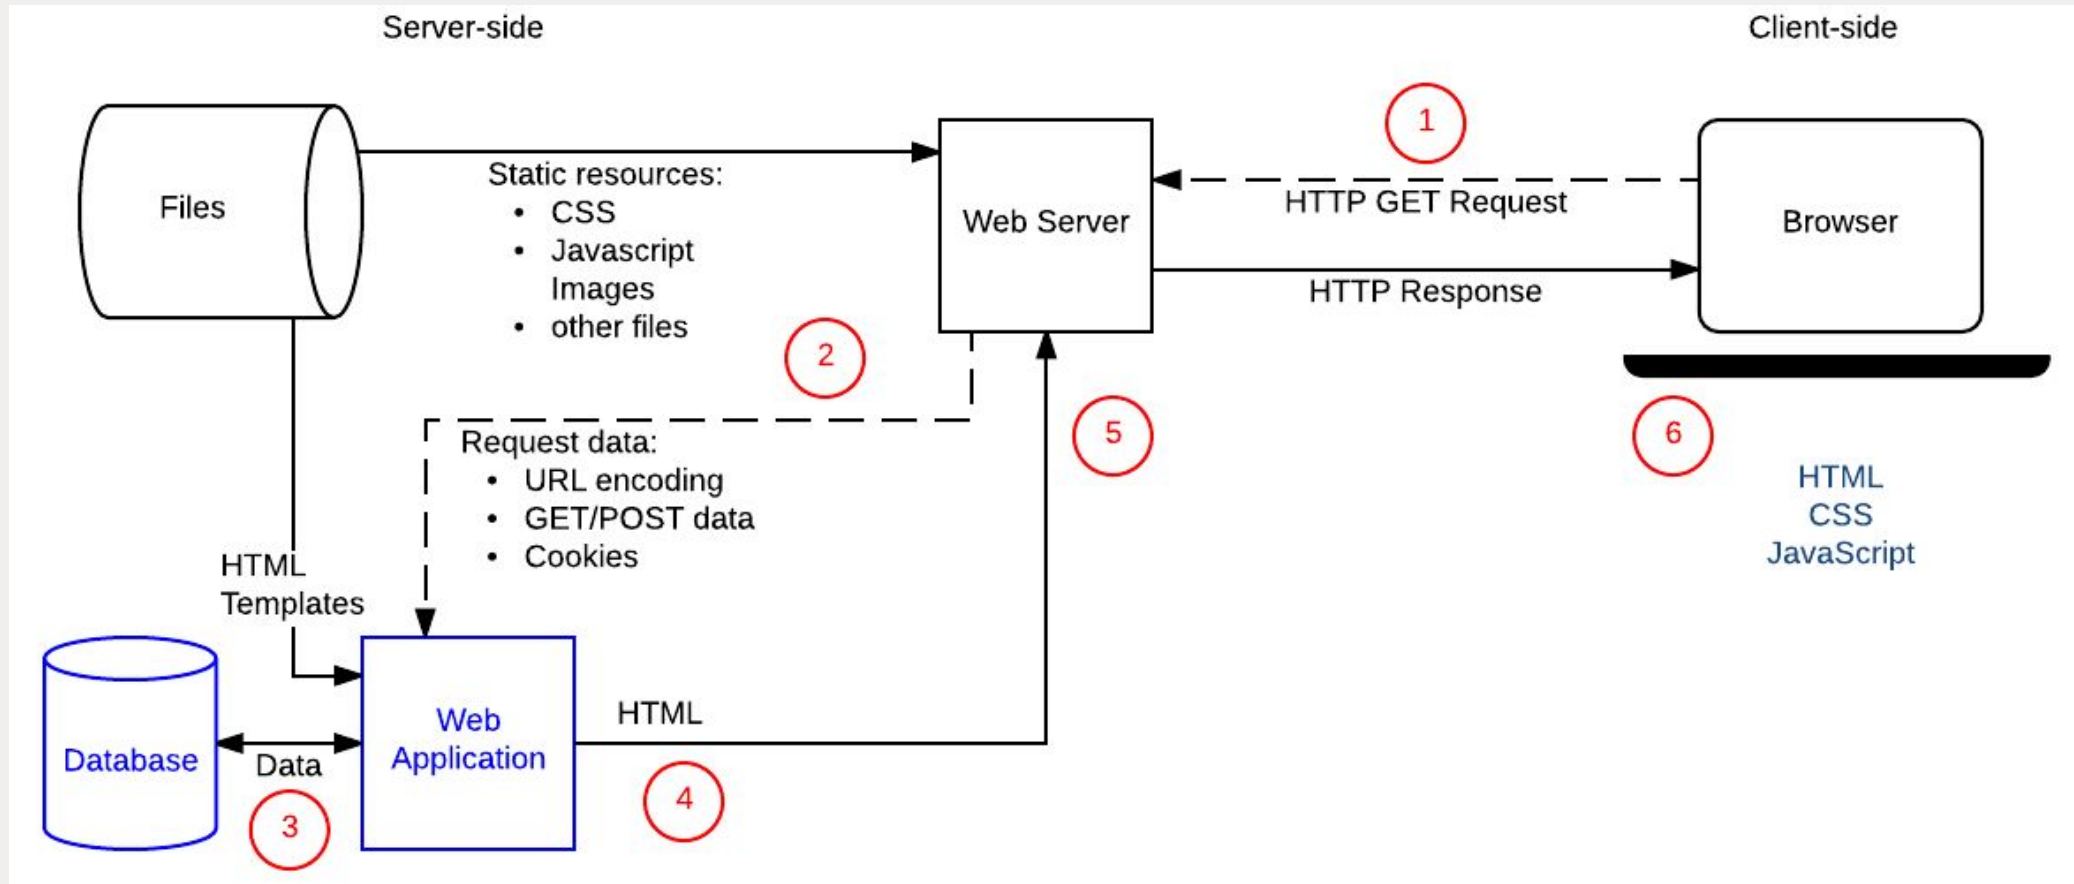 Server-side
Client-side
1
Files
Static resources:
• CSS
• Javascript
Images
• other files
Web Server
HTTP GET Request
HTTP Response
Browser
2
Request data:
• URL encoding
• GET/POST data
• Cookies
5
6
HTML
CSS
JavaScript
HTML
Templates
Database
Data
3
Web
Application
HTML
4